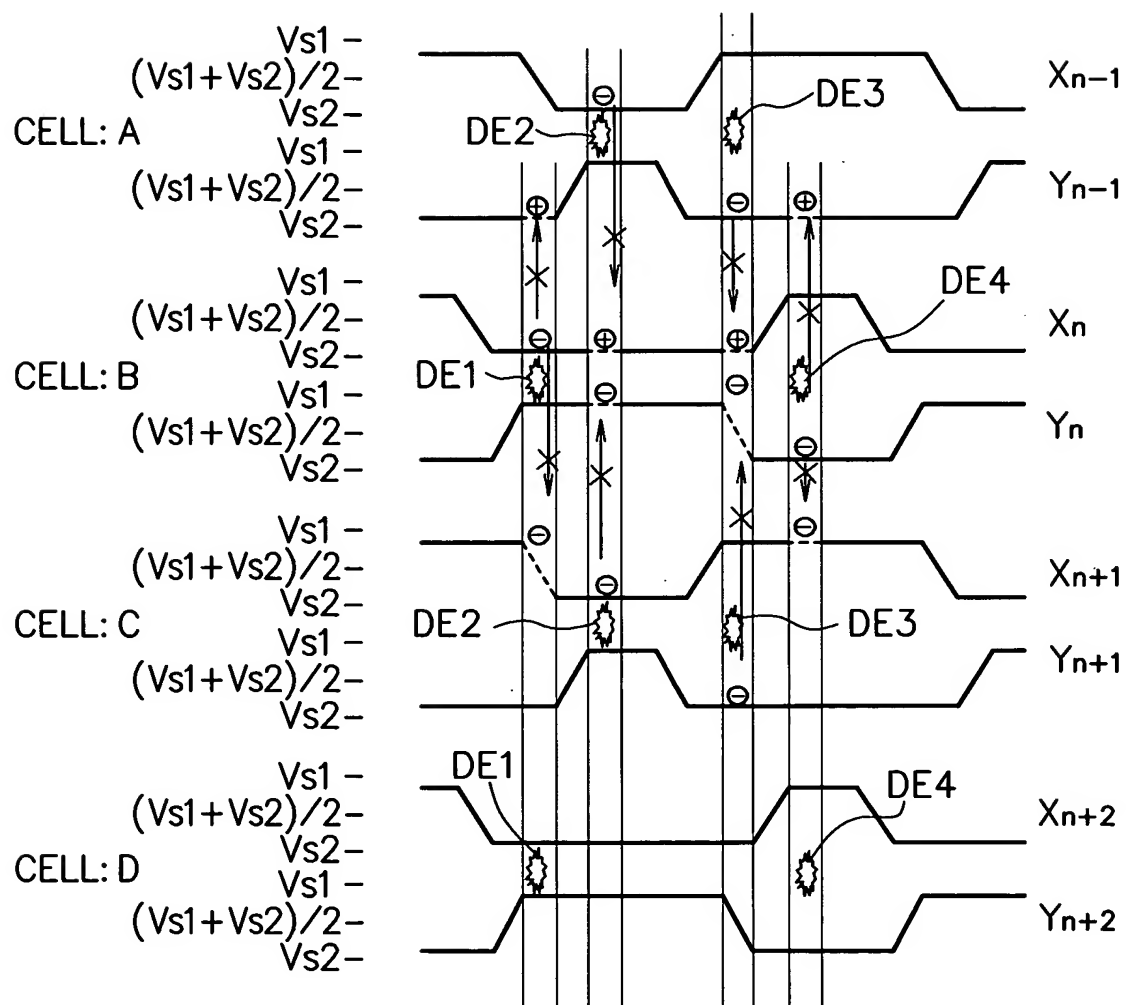 Vs1 -
(Vs1+Vs2)/2-
Vs2 -
CELL: A
DE2
DE3
Xn-1
Vs1 -
(Vs1+Vs2)/2-
Vs2-
Yn-1
⊖
⊕
⊖
⊕
Vs1 -
(Vs1+Vs2)/2-
Vs2 -
CELL: B
DE1
DE4
Xn
⊖
⊕
⊕
Vs1 -
(Vs1+Vs2)/2-
Vs2-
Yn
⊖
⊖
⊖
Vs1 -
(Vs1+Vs2)/2-
Vs2 -
CELL: C
DE2
DE3
Xn+1
⊖
⊖
⊖
Vs1 -
(Vs1+Vs2)/2-
Vs2-
Yn+1
⊖
Vs1 -
(Vs1+Vs2)/2-
Vs2 -
CELL: D
DE1
DE4
Xn+2
Vs1 -
(Vs1+Vs2)/2-
Vs2-
Yn+2